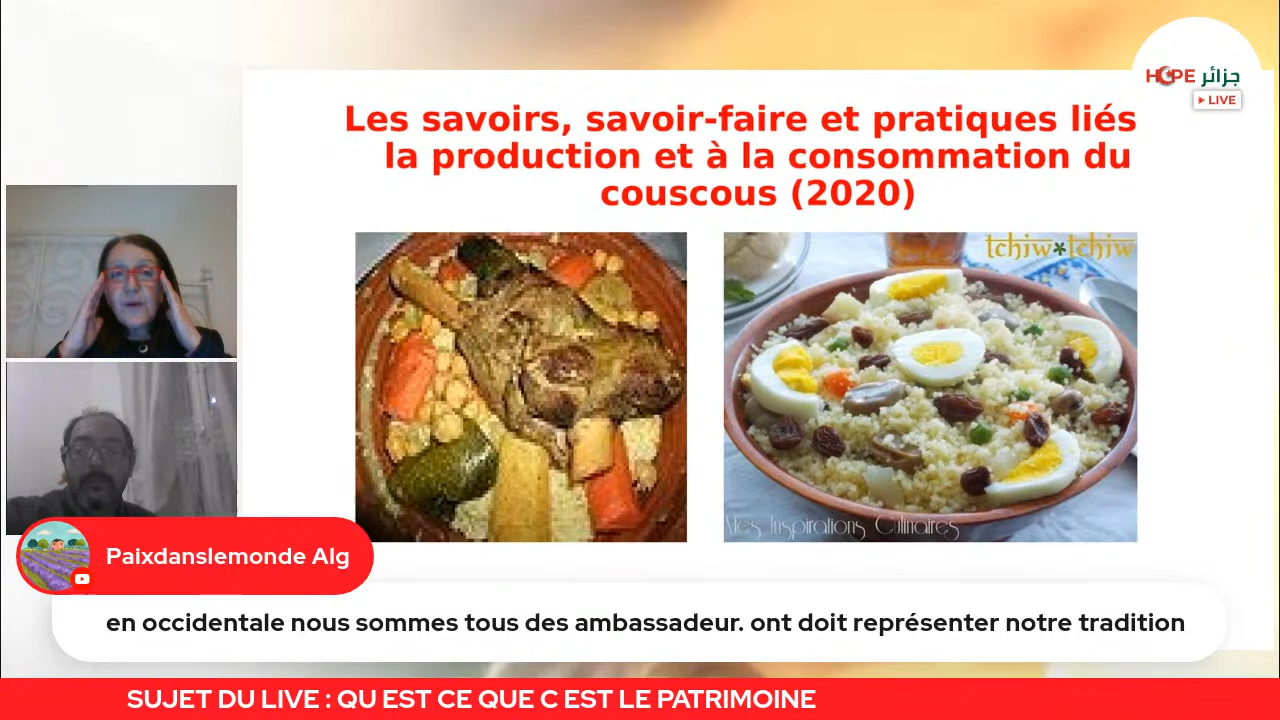 HOPE جزائر
LIVE
Les savoirs, savoir-faire et pratiques liés
la production et à la consommation du
couscous (2020)
tchiw*tchiw
Mes Inspirations Culinaires
Paixdanslemonde Alg
en occidentale nous sommes tous des ambassadeur. ont doit représenter notre tradition
SUJET DU LIVE : QU EST CE QUE C EST LE PATRIMOINE